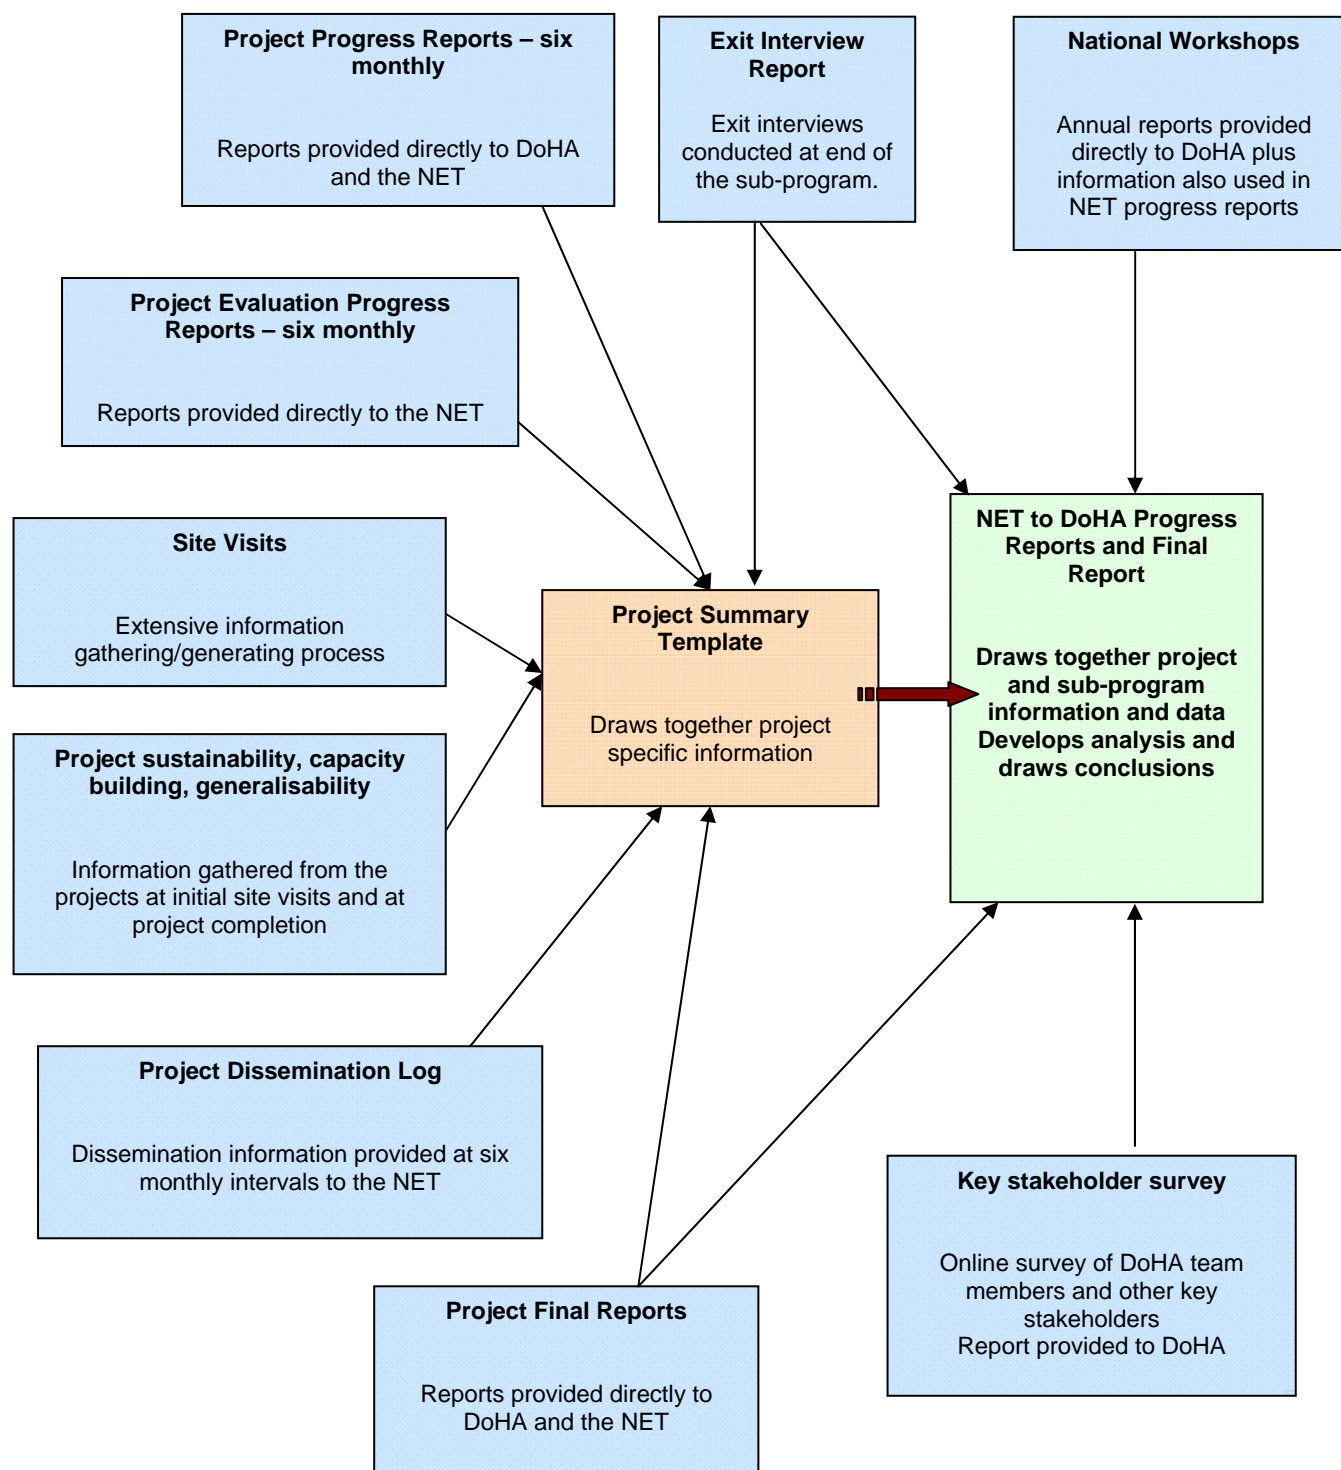 Project Progress Reports – six
monthly
Reports provided directly to DoHA
and the NET
Exit Interview
Report
Exit interviews
conducted at end of
the sub-program.
National Workshops
Annual reports provided
directly to DoHA plus
information also used in
NET progress reports
Project Evaluation Progress
Reports – six monthly
Reports provided directly to the NET
Site Visits
Extensive information
gathering/generating process
Project Summary
Template
Draws together project
specific information
NET to DoHA Progress
Reports and Final
Report
Draws together project
and sub-program
information and data
Develops analysis and
draws conclusions
Project sustainability, capacity
building, generalisability
Information gathered from the
projects at initial site visits and at
project completion
Project Dissemination Log
Dissemination information provided at six
monthly intervals to the NET
Key stakeholder survey
Online survey of DoHA team
members and other key
stakeholders
Report provided to DoHA
Project Final Reports
Reports provided directly to
DoHA and the NET